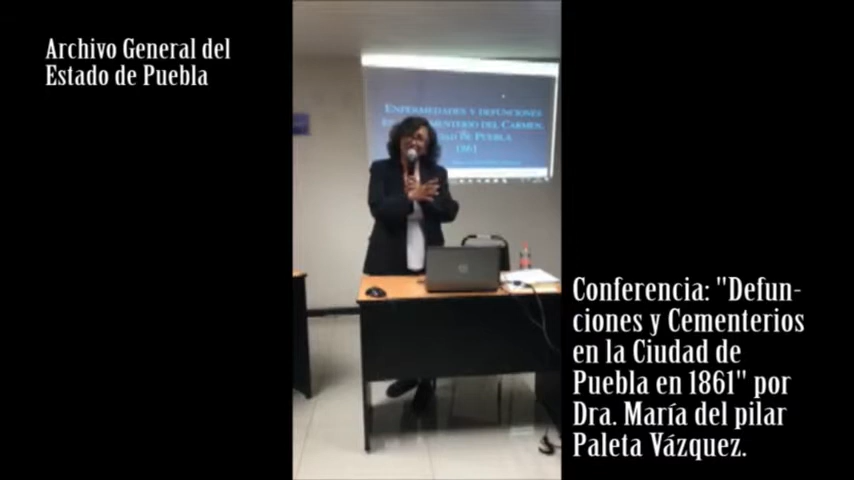 Archivo General del
Estado de Puebla
ENFERMEDADES Y DEFUNCIONES
CEMENTERIO DEL CARMEN.
DE PUEBLA
1861
Conferencia: "Defun-
ciones y Cementerios
en la Ciudad de
Puebla en 1861" por
Dra. María del pilar
Paleta Vázquez.